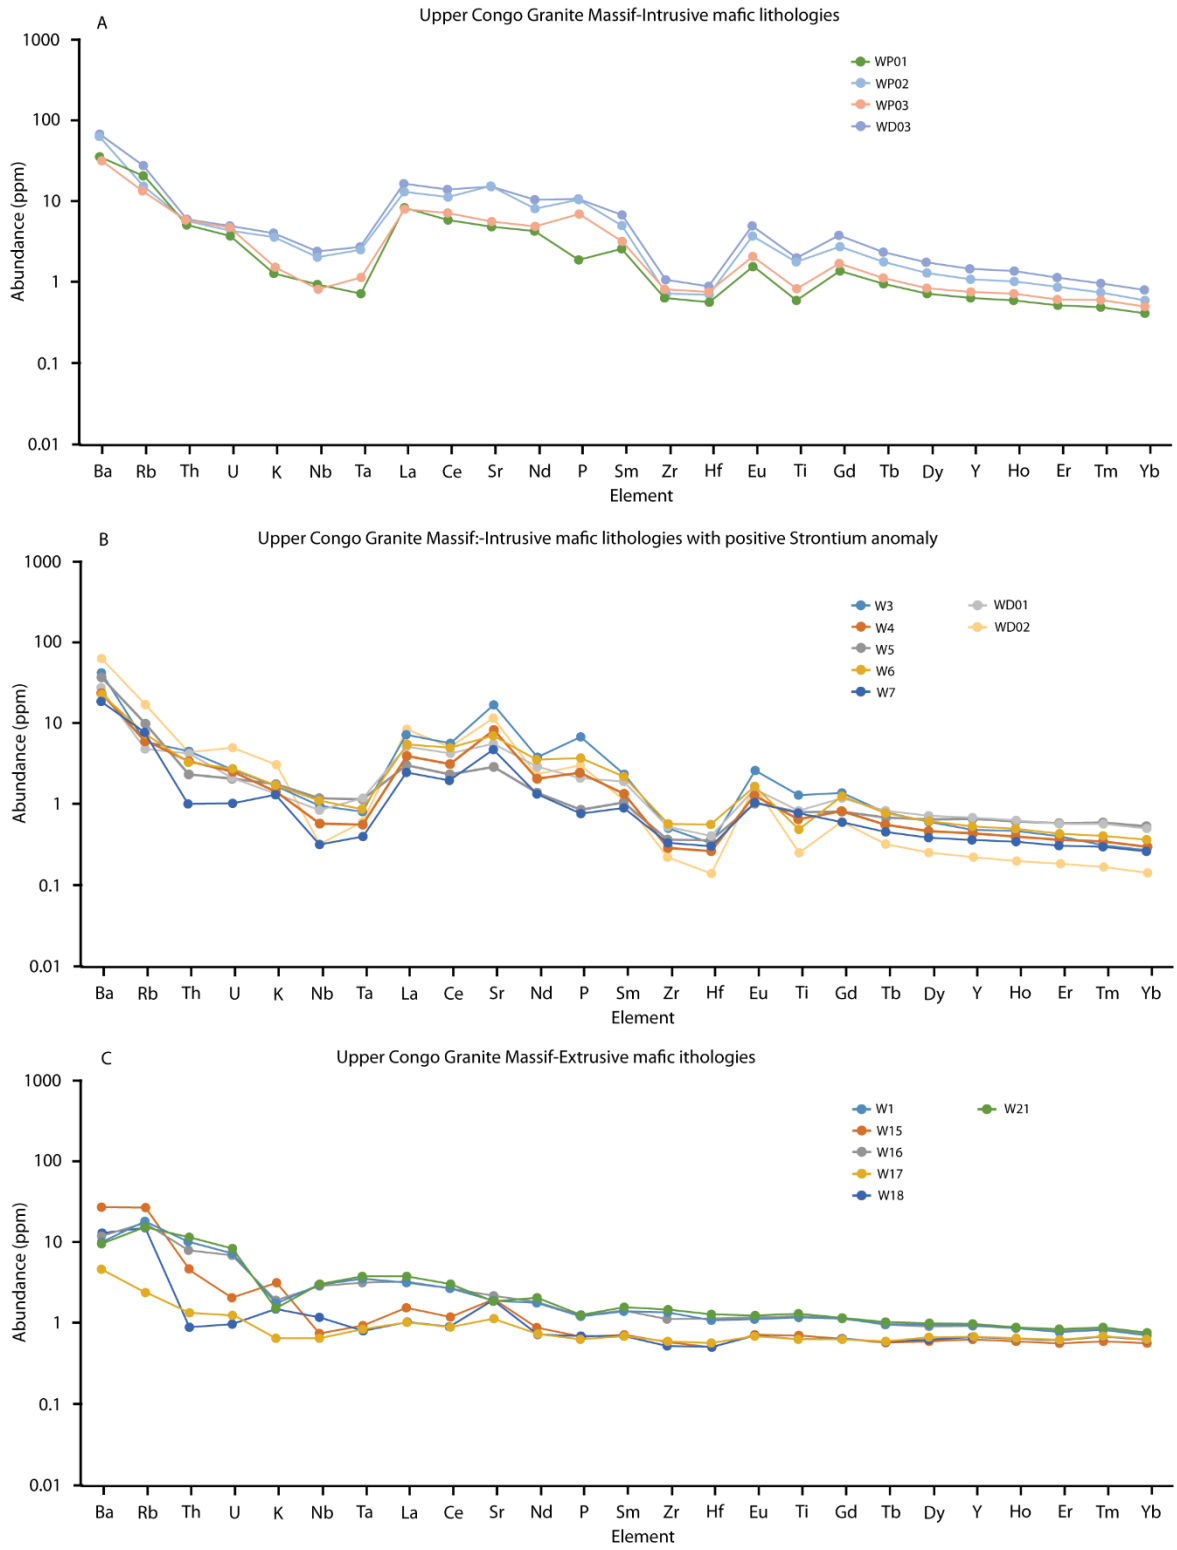 A
Upper Congo Granite Massif-Intrusive mafic lithologies
1000
100
10
1
0.1
0.01
Abundance (ppm)
WP01
WP02
WP03
WD03
Ba Rb Th U K Nb Ta La Ce Sr Nd P Sm Zr Hf Eu Ti Gd Tb Dy Y Ho Er Tm Yb
Element
B
Upper Congo Granite Massif:-Intrusive mafic lithologies with positive Strontium anomaly
1000
100
10
1
0.1
0.01
Abundance (ppm)
W3
W4
W5
W6
W7
WD01
WD02
Ba Rb Th U K Nb Ta La Ce Sr Nd P Sm Zr Hf Eu Ti Gd Tb Dy Y Ho Er Tm Yb
Element
C
Upper Congo Granite Massif-Extrusive mafic ithologies
1000
100
10
1
0.1
0.01
Abundance (ppm)
W1
W15
W16
W17
W18
W21
Ba Rb Th U K Nb Ta La Ce Sr Nd P Sm Zr Hf Eu Ti Gd Tb Dy Y Ho Er Tm Yb
Element